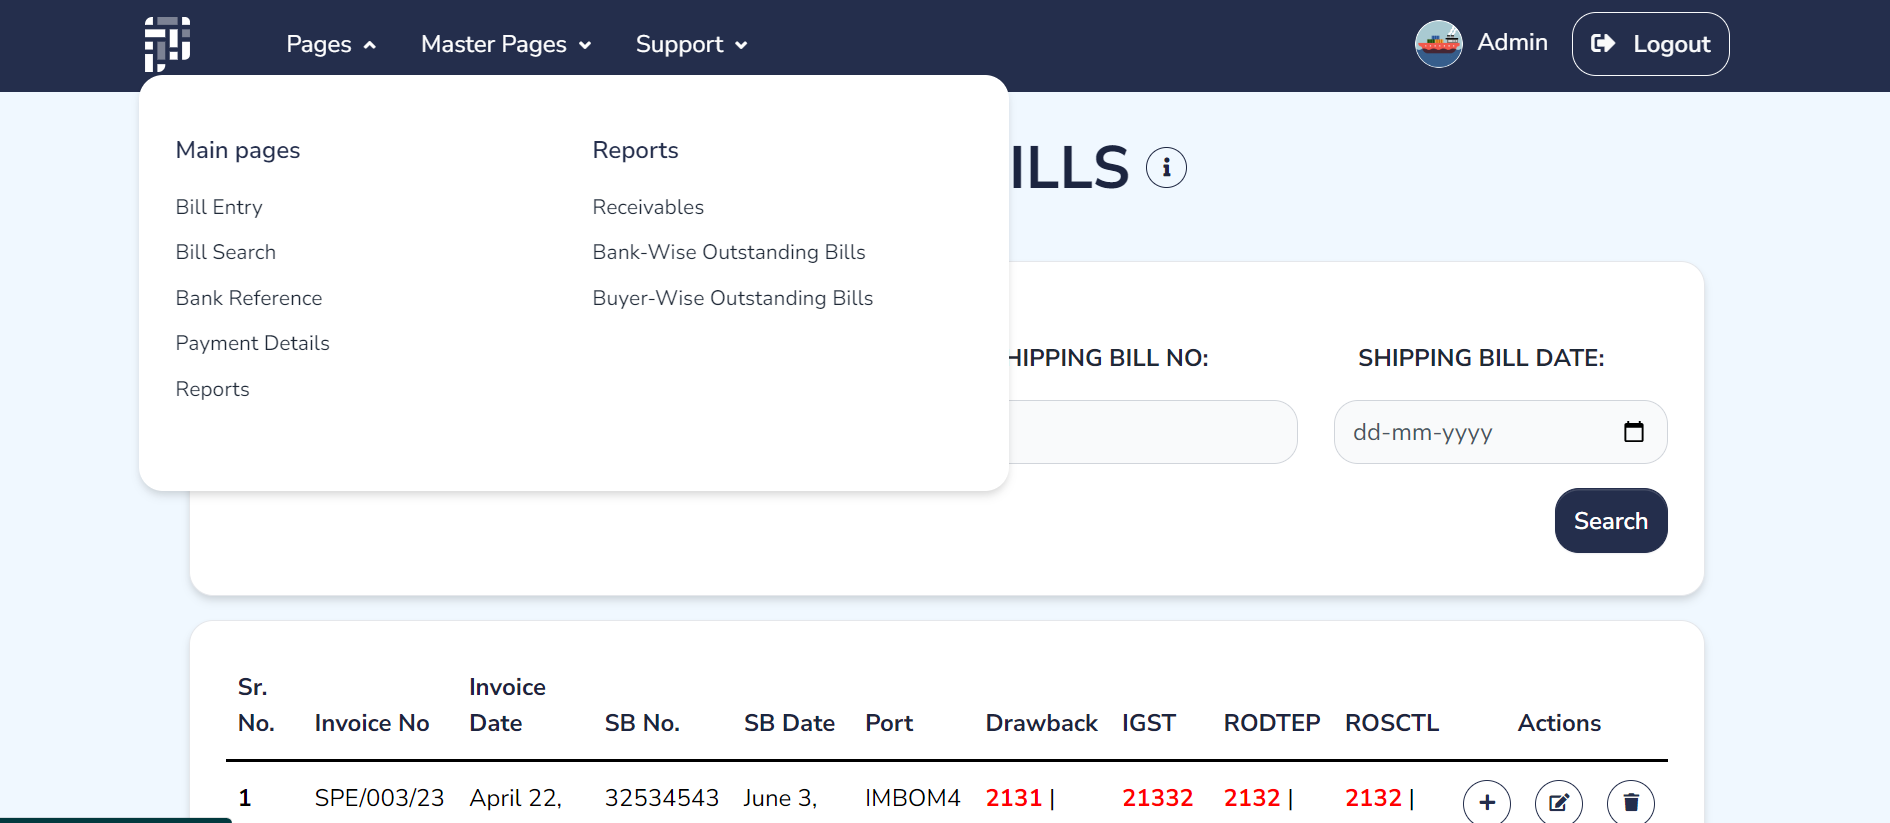 Pages Master Pages Support Admin Logout
Main pages
Bill Entry
Bill Search
Bank Reference
Payment Details
Reports
Reports
Receivables
Bank-Wise Outstanding Bills
Buyer-Wise Outstanding Bills
ILLS
HIPPING BILL NO: SHIPPING BILL DATE:
dd-mm-yyyy
Search
Sr. No. Invoice No Invoice Date SB No. SB Date Port Drawback IGST RODTEP ROSCTL Actions
1 SPE/003/23 April 22, 32534543 June 3, IMBOM4 2131 | 21332 2132 | 2132 |